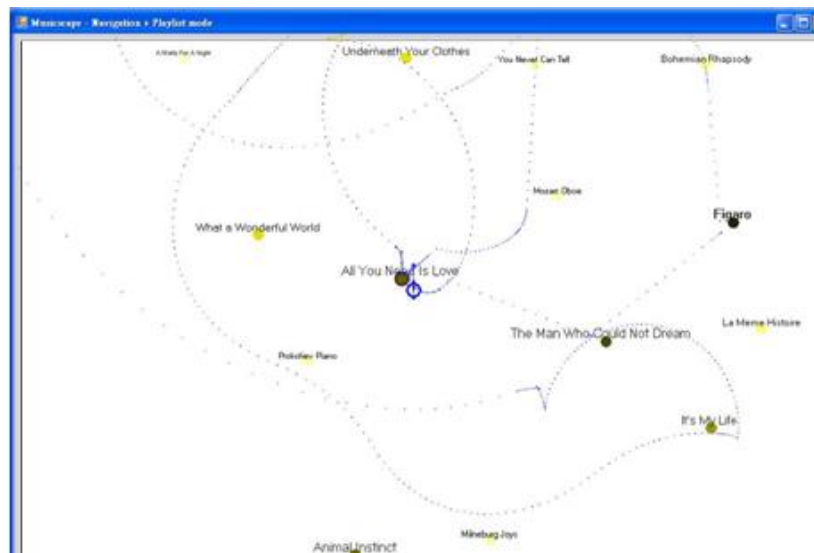 Musicscape - Navigation + Playlist mode
A Waltz For A Night
Underneath Your Clothes
You Never Can Tell
Bohemian Rhapsody
Mozart Oboe
Figaro
What a Wonderful World
All You Need Is Love
La Meme Histoire
The Man Who Could Not Dream
Prokofiev Piano
It's My Life
Milneburg Joys
Animal Instinct